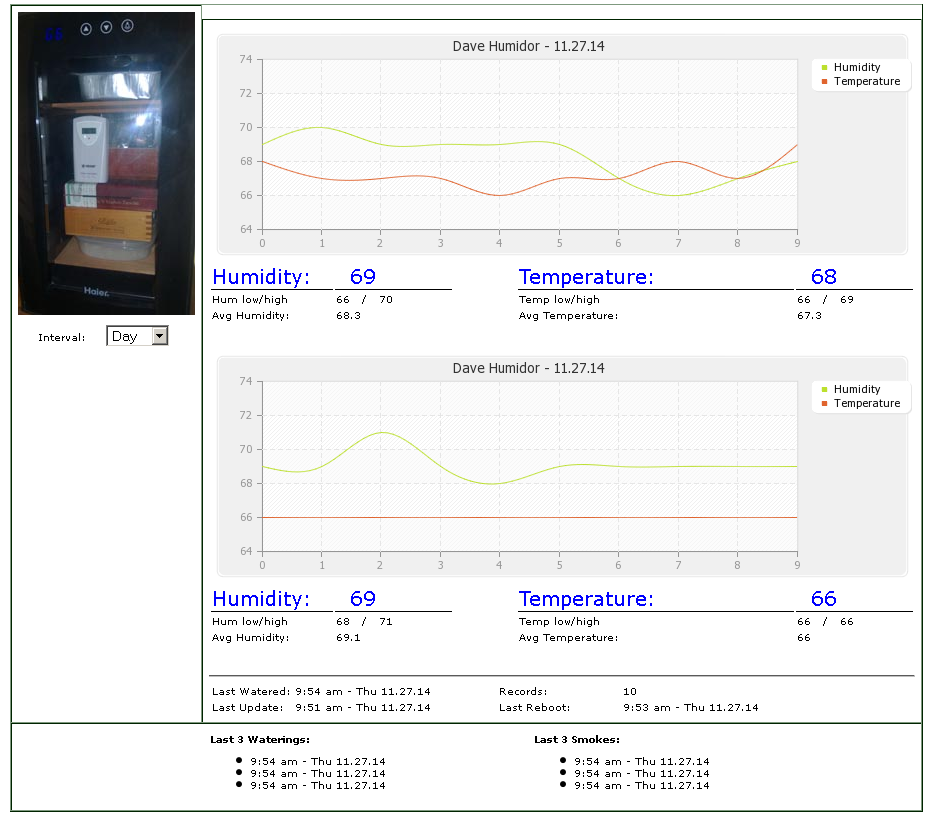 Haier
Interval: Day
Dave Humidor - 11.27.14
Humidity
Temperature
74
72
70
68
66
64
0 1 2 3 4 5 6 7 8 9
Humidity: 69 Temperature: 68
Hum low/high 66 / 70 Temp low/high 66 / 69
Avg Humidity: 68.3 Avg Temperature: 67.3
Dave Humidor - 11.27.14
Humidity
Temperature
74
72
70
68
66
64
0 1 2 3 4 5 6 7 8 9
Humidity: 69 Temperature: 66
Hum low/high 68 / 71 Temp low/high 66 / 66
Avg Humidity: 69.1 Avg Temperature: 66
Last Watered: 9:54 am - Thu 11.27.14 Records: 10
Last Update: 9:51 am - Thu 11.27.14 Last Reboot: 9:53 am - Thu 11.27.14
Last 3 Waterings: Last 3 Smokes:
9:54 am - Thu 11.27.14 9:54 am - Thu 11.27.14
9:54 am - Thu 11.27.14 9:54 am - Thu 11.27.14
9:54 am - Thu 11.27.14 9:54 am - Thu 11.27.14